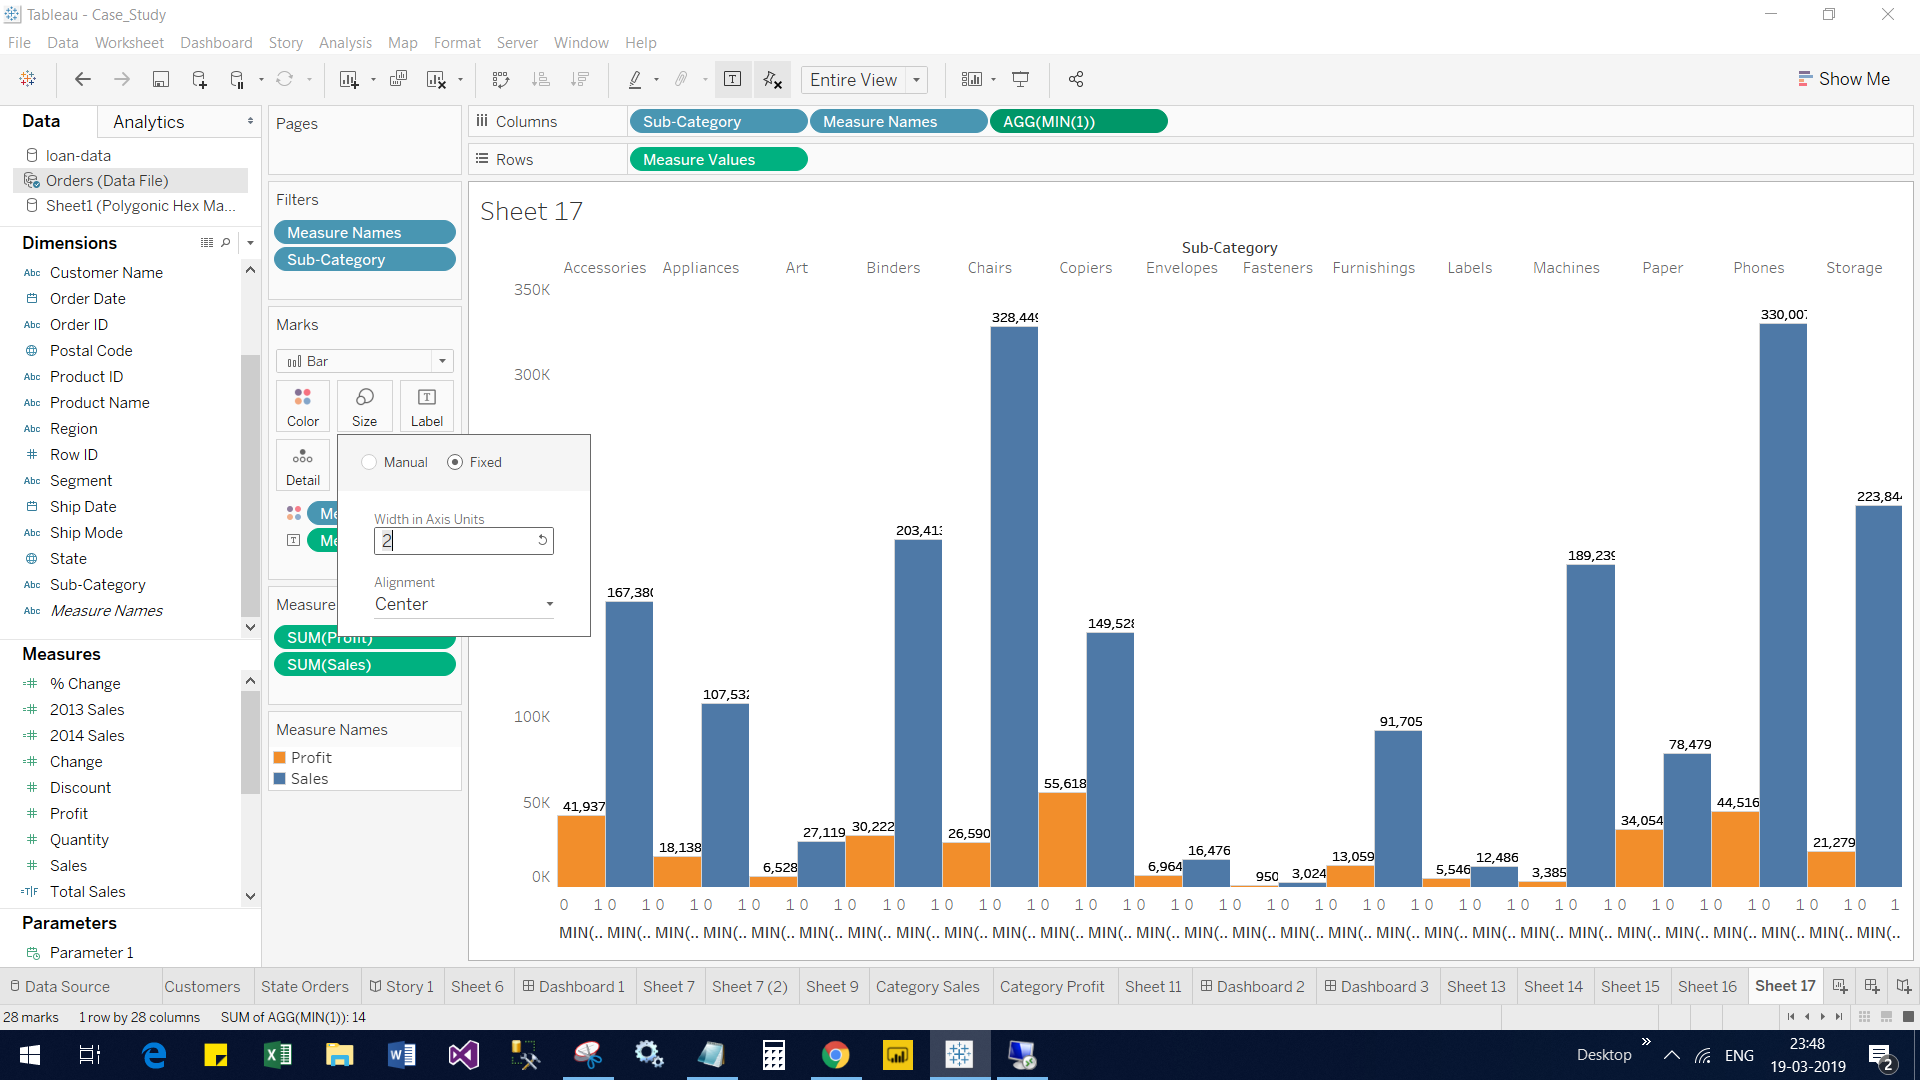 Tableau - Case_Study
File Data Worksheet Dashboard Story Analysis Map Format Server Window Help
Entire View
Show Me
Data Analytics
loan-data
Orders (Data File)
Sheet1 (Polygonic Hex Ma...
Dimensions
Abc Customer Name
Order Date
Abc Order ID
Postal Code
Abc Product ID
Abc Product Name
Abc Region
# Row ID
Abc Segment
Ship Date
Abc Ship Mode
State
Abc Sub-Category
Abc Measure Names
Measures
=# % Change
=# 2013 Sales
=# 2014 Sales
=# Change
# Discount
# Profit
# Quantity
# Sales
=T|F Total Sales
Parameters
Parameter 1
Pages
Filters
Measure Names
Sub-Category
Marks
Bar
Color Size Label
Detail
Me
T Me
Manual Fixed
Width in Axis Units
2
Alignment
Center
Measure
SUM(Profit)
SUM(Sales)
Measure Names
Profit
Sales
Columns Sub-Category Measure Names AGG(MIN(1))
Rows Measure Values
Sheet 17
Sub-Category
Accessories Appliances Art Binders Chairs Copiers Envelopes Fasteners Furnishings Labels Machines Paper Phones Storage
350K
300K
100K
50K
0K
41,937 167,380 18,138 107,532 6,528 27,119 30,222 203,413 26,590 328,449 55,618 149,528 6,964 16,476 950 3,024 13,059 91,705 5,546 12,486 3,385 189,239 34,054 78,479 44,516 330,007 21,279 223,844
0 1 0 1 0 1 0 1 0 1 0 1 0 1 0 1 0 1 0 1 0 1 0 1 0 1 0 1 0 1 0 1 0 1 0 1 0 1 0 1 0 1 0 1 0 1 0 1 0 1 0 1 0 1 0 1
MIN(.. MIN(.. MIN(.. MIN(.. MIN(.. MIN(.. MIN(.. MIN(.. MIN(.. MIN(.. MIN(.. MIN(.. MIN(.. MIN(.. MIN(.. MIN(.. MIN(.. MIN(.. MIN(.. MIN(.. MIN(.. MIN(.. MIN(.. MIN(.. MIN(.. MIN(.. MIN(.. MIN(..
Data Source Customers State Orders Story 1 Sheet 6 Dashboard 1 Sheet 7 Sheet 7 (2) Sheet 9 Category Sales Category Profit Sheet 11 Dashboard 2 Dashboard 3 Sheet 13 Sheet 14 Sheet 15 Sheet 16 Sheet 17
28 marks 1 row by 28 columns SUM of AGG(MIN(1)): 14
Desktop ENG 23:48
19-03-2019
2